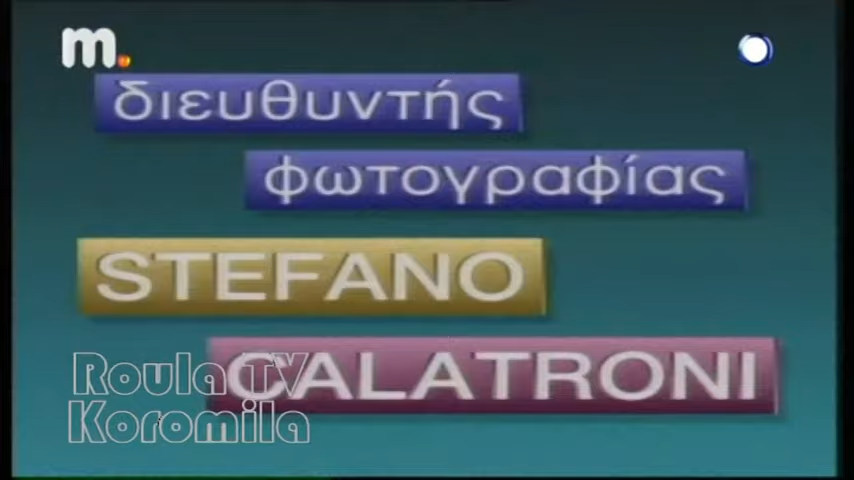 m.
διευθυντής
φωτογραφίας
STEFANO
CALATRONI
Roula TV
Koromila